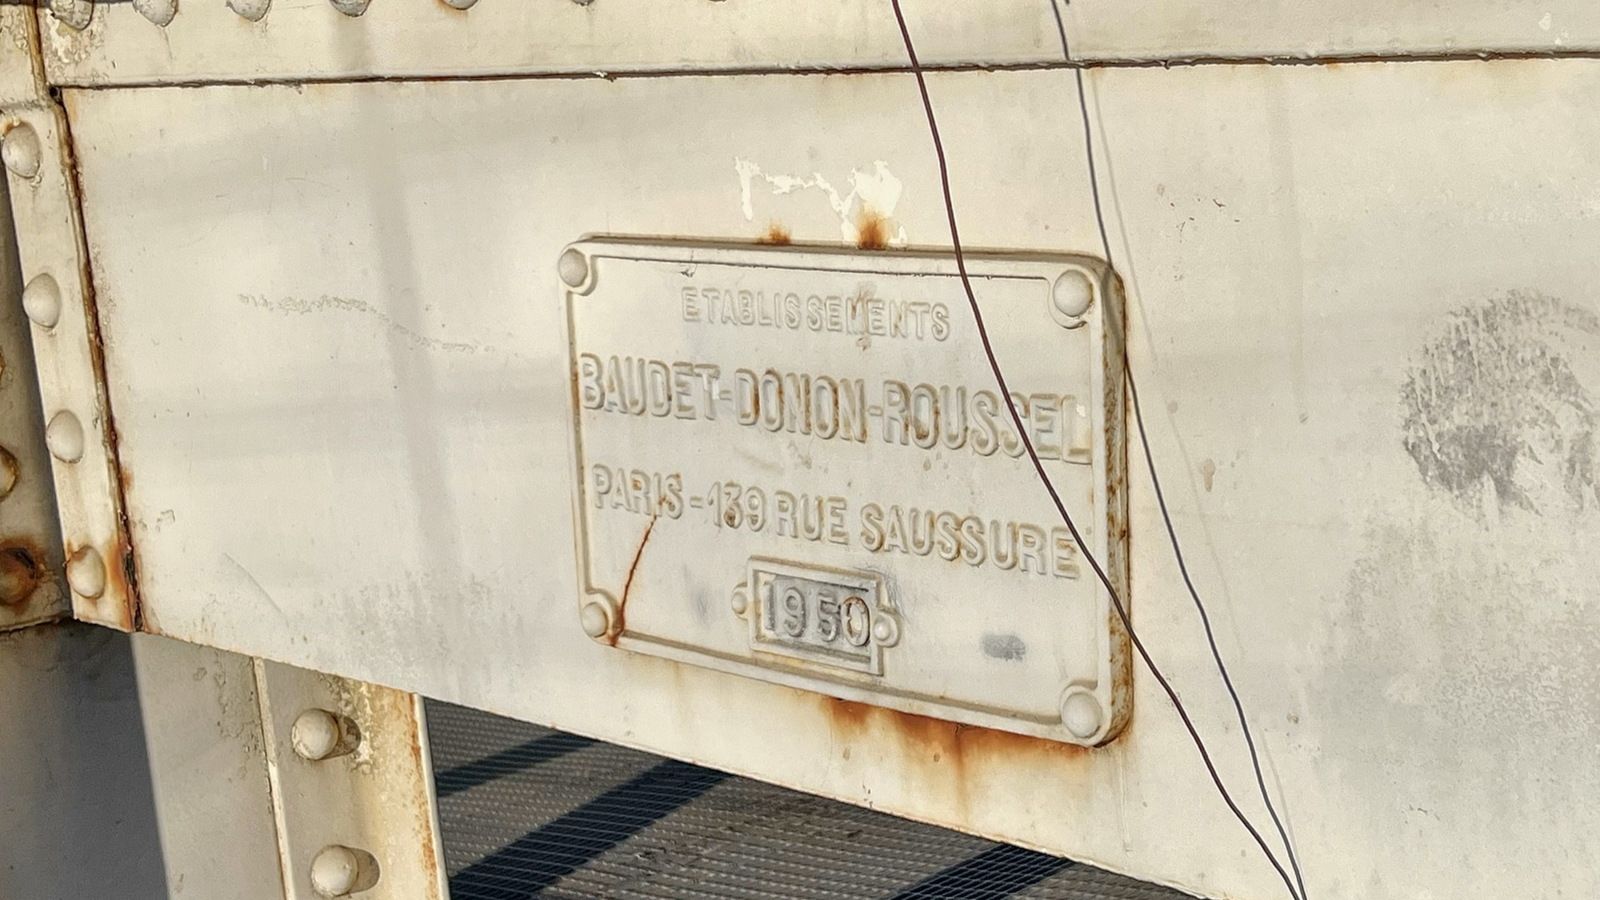 ETABLISSEMENTS
BAUDET-DONON-ROUSSEL
PARIS-139 RUE SAUSSURE
1950